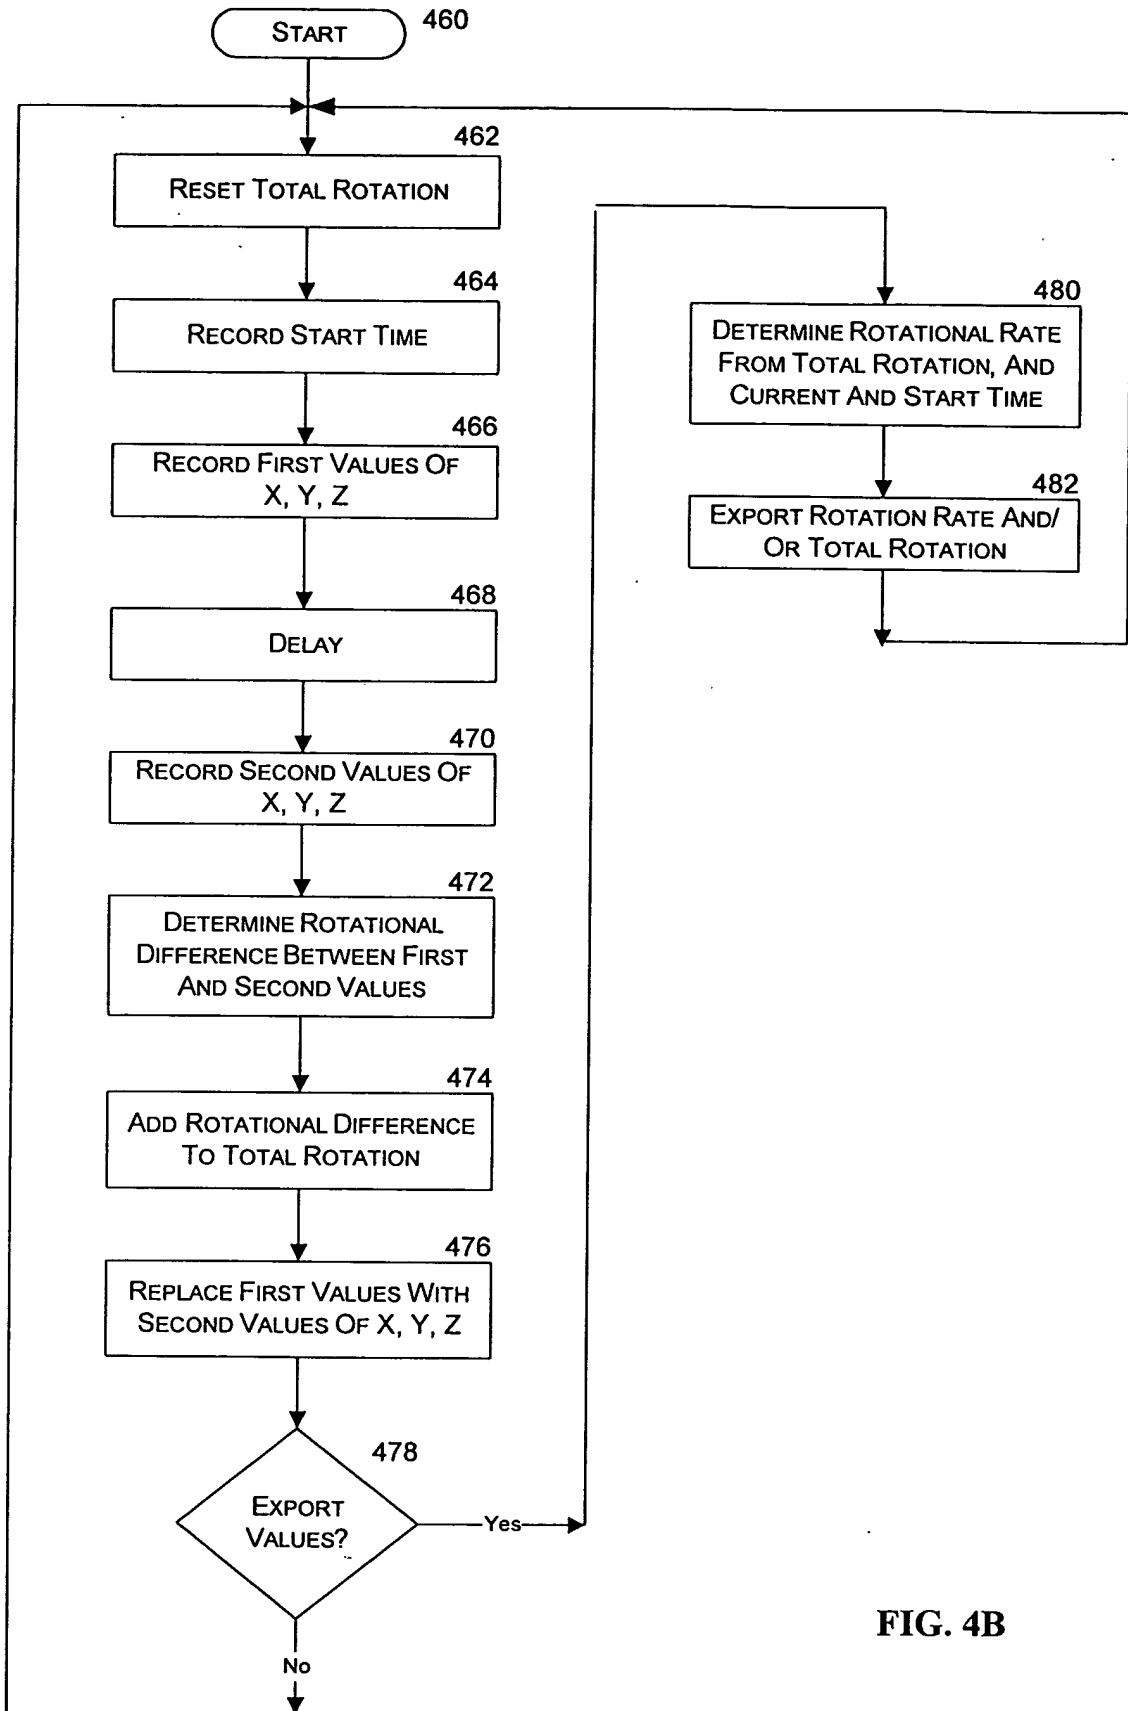 START
460
462
RESET TOTAL ROTATION
464
RECORD START TIME
466
RECORD FIRST VALUES OF
X, Y, Z
468
DELAY
470
RECORD SECOND VALUES OF
X, Y, Z
472
DETERMINE ROTATIONAL
DIFFERENCE BETWEEN FIRST
AND SECOND VALUES
474
ADD ROTATIONAL DIFFERENCE
TO TOTAL ROTATION
476
REPLACE FIRST VALUES WITH
SECOND VALUES OF X, Y, Z
478
EXPORT
VALUES?
Yes
No
480
DETERMINE ROTATIONAL RATE
FROM TOTAL ROTATION, AND
CURRENT AND START TIME
482
EXPORT ROTATION RATE AND/
OR TOTAL ROTATION
FIG. 4B